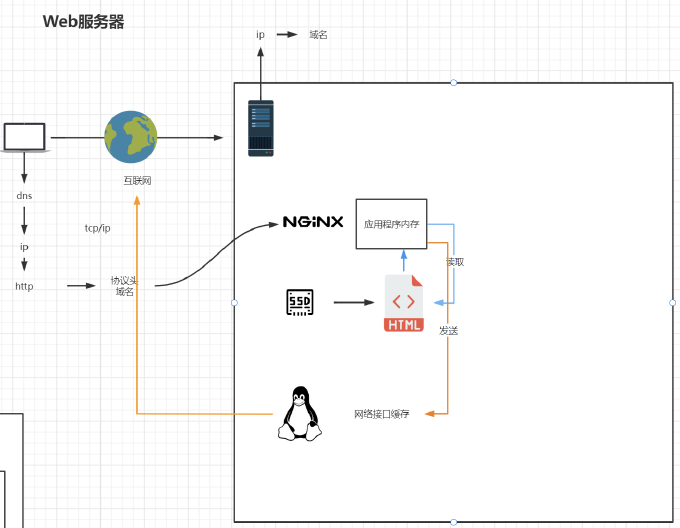 Web服务器
ip
域名
互联网
dns
tcp/ip
NGiNX
应用程序内存
ip
读取
http
协议头
域名
SSD
HTML
发送
网络接口缓存